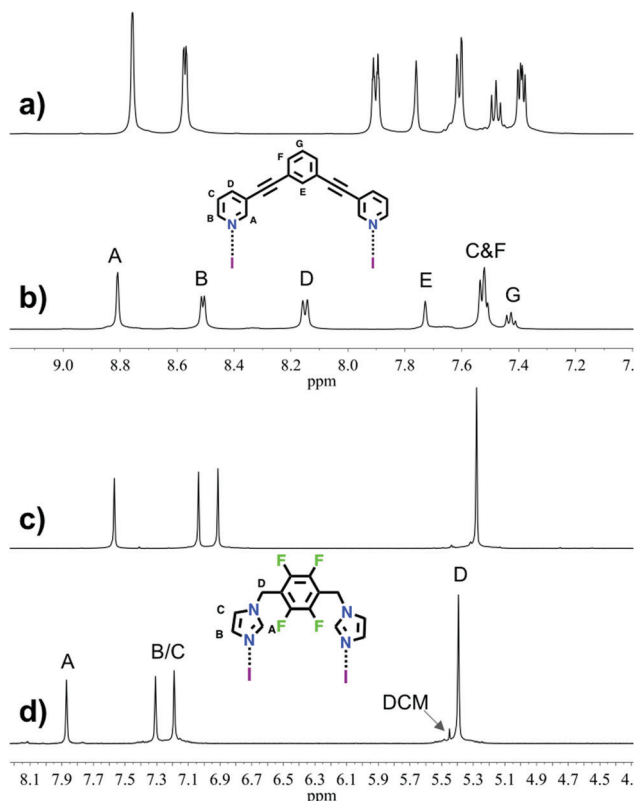 a)
G
F
D
C
E
B
A
N
N
I
I
A
B
D
E
C&F
G
b)
9.0 8.8 8.6 8.4 8.2 8.0 7.8 7.6 7.4 7.
ppm
c)
F F
D
N
N
C
B
A
F F
N
N
I
I
A
B/C
D
DCM
d)
8.1 7.9 7.7 7.5 7.3 7.1 6.9 6.7 6.5 6.3 6.1 5.9 5.7 5.5 5.3 5.1 4.9 4.7 4.5 4.
ppm